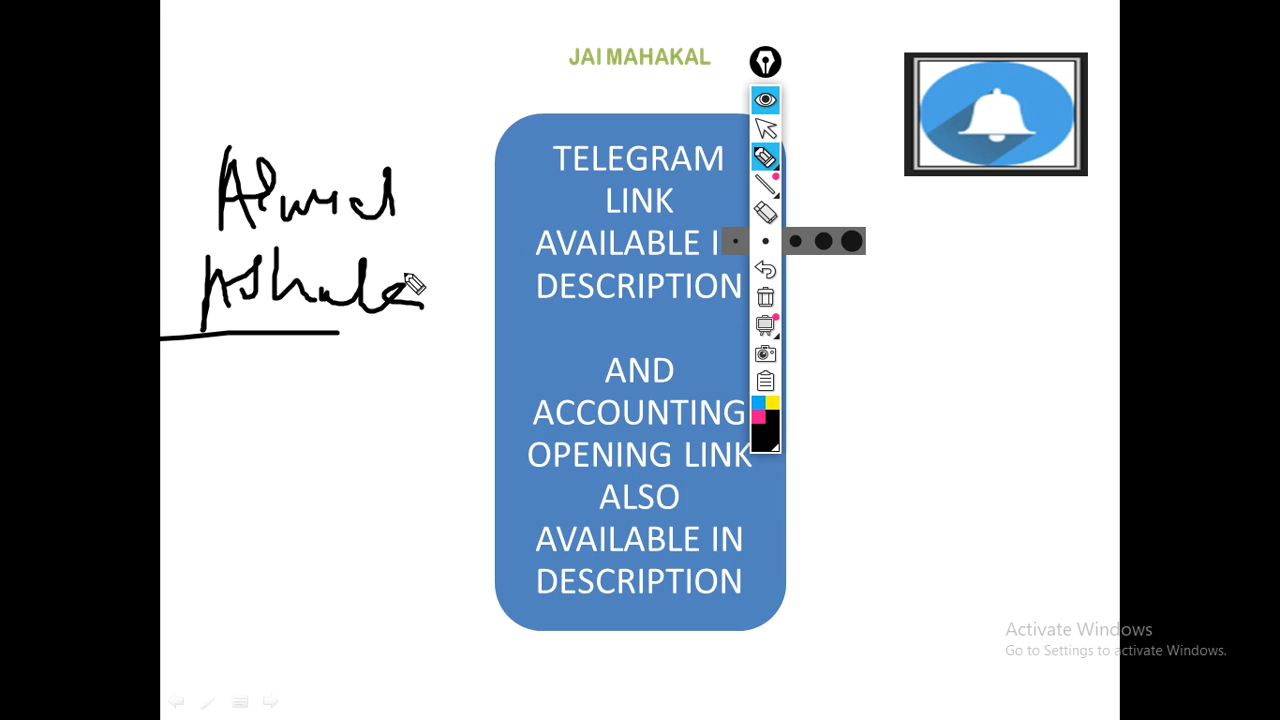 JAI MAHAKAL
TELEGRAM
LINK
AVAILABLE I
DESCRIPTION
AND
ACCOUNTING
OPENING LINK
ALSO
AVAILABLE IN
DESCRIPTION
Activate Windows
Go to Settings to activate Windows.